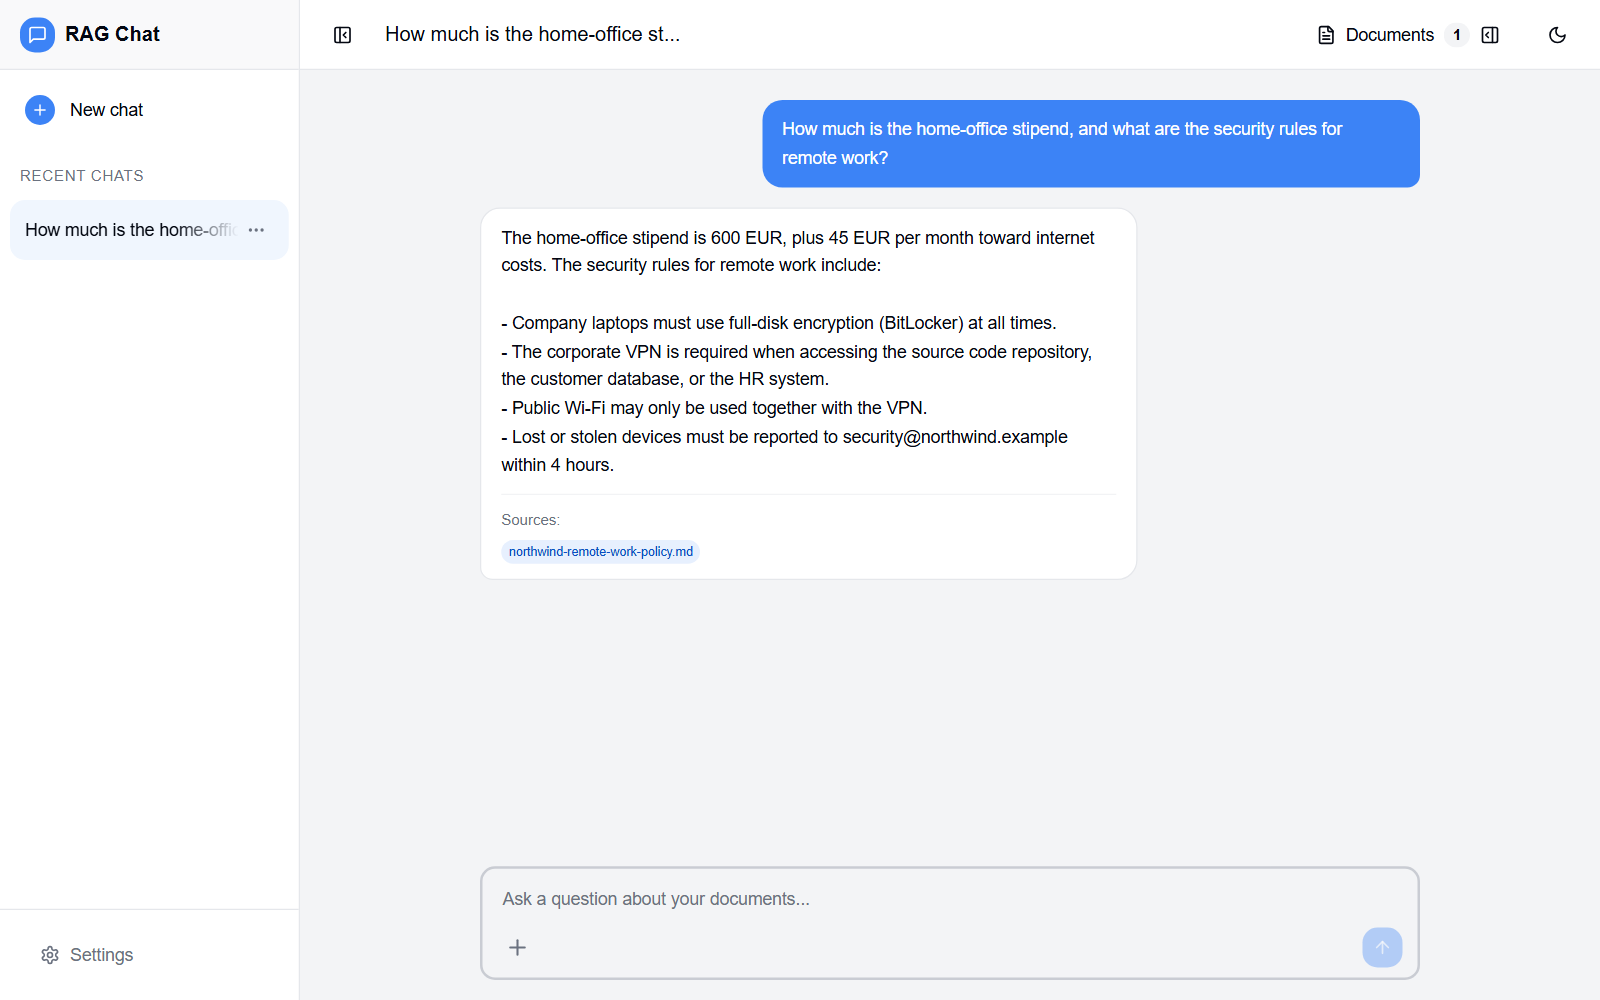 RAG Chat
How much is the home-office st...
Documents 1
New chat
RECENT CHATS
How much is the home-offic
How much is the home-office stipend, and what are the security rules for
remote work?
The home-office stipend is 600 EUR, plus 45 EUR per month toward internet
costs. The security rules for remote work include:
- Company laptops must use full-disk encryption (BitLocker) at all times.
- The corporate VPN is required when accessing the source code repository,
the customer database, or the HR system.
- Public Wi-Fi may only be used together with the VPN.
- Lost or stolen devices must be reported to security@northwind.example
within 4 hours.
Sources:
northwind-remote-work-policy.md
Ask a question about your documents...
Settings